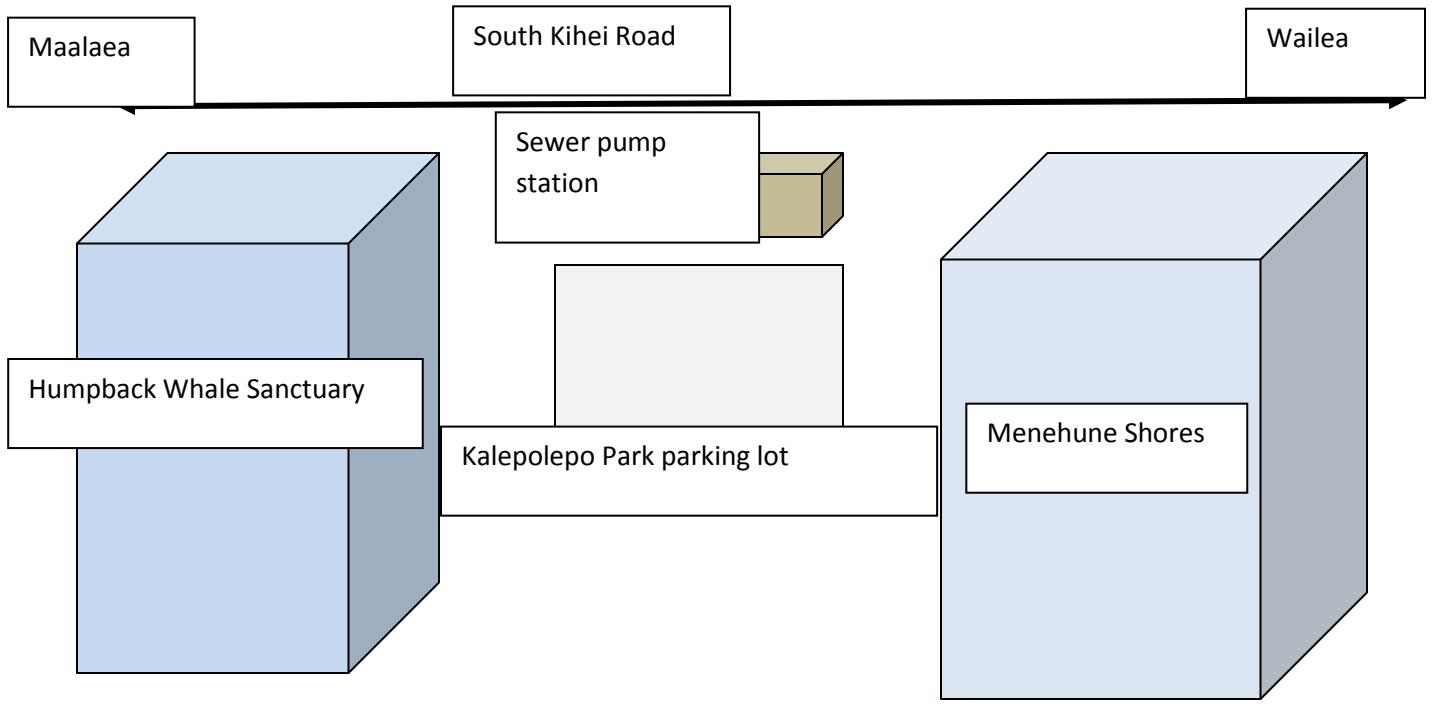 Maalaea
South Kihei Road
Wailea
Sewer pump
station
Humpback Whale Sanctuary
Kalepolepo Park parking lot
Menehune Shores